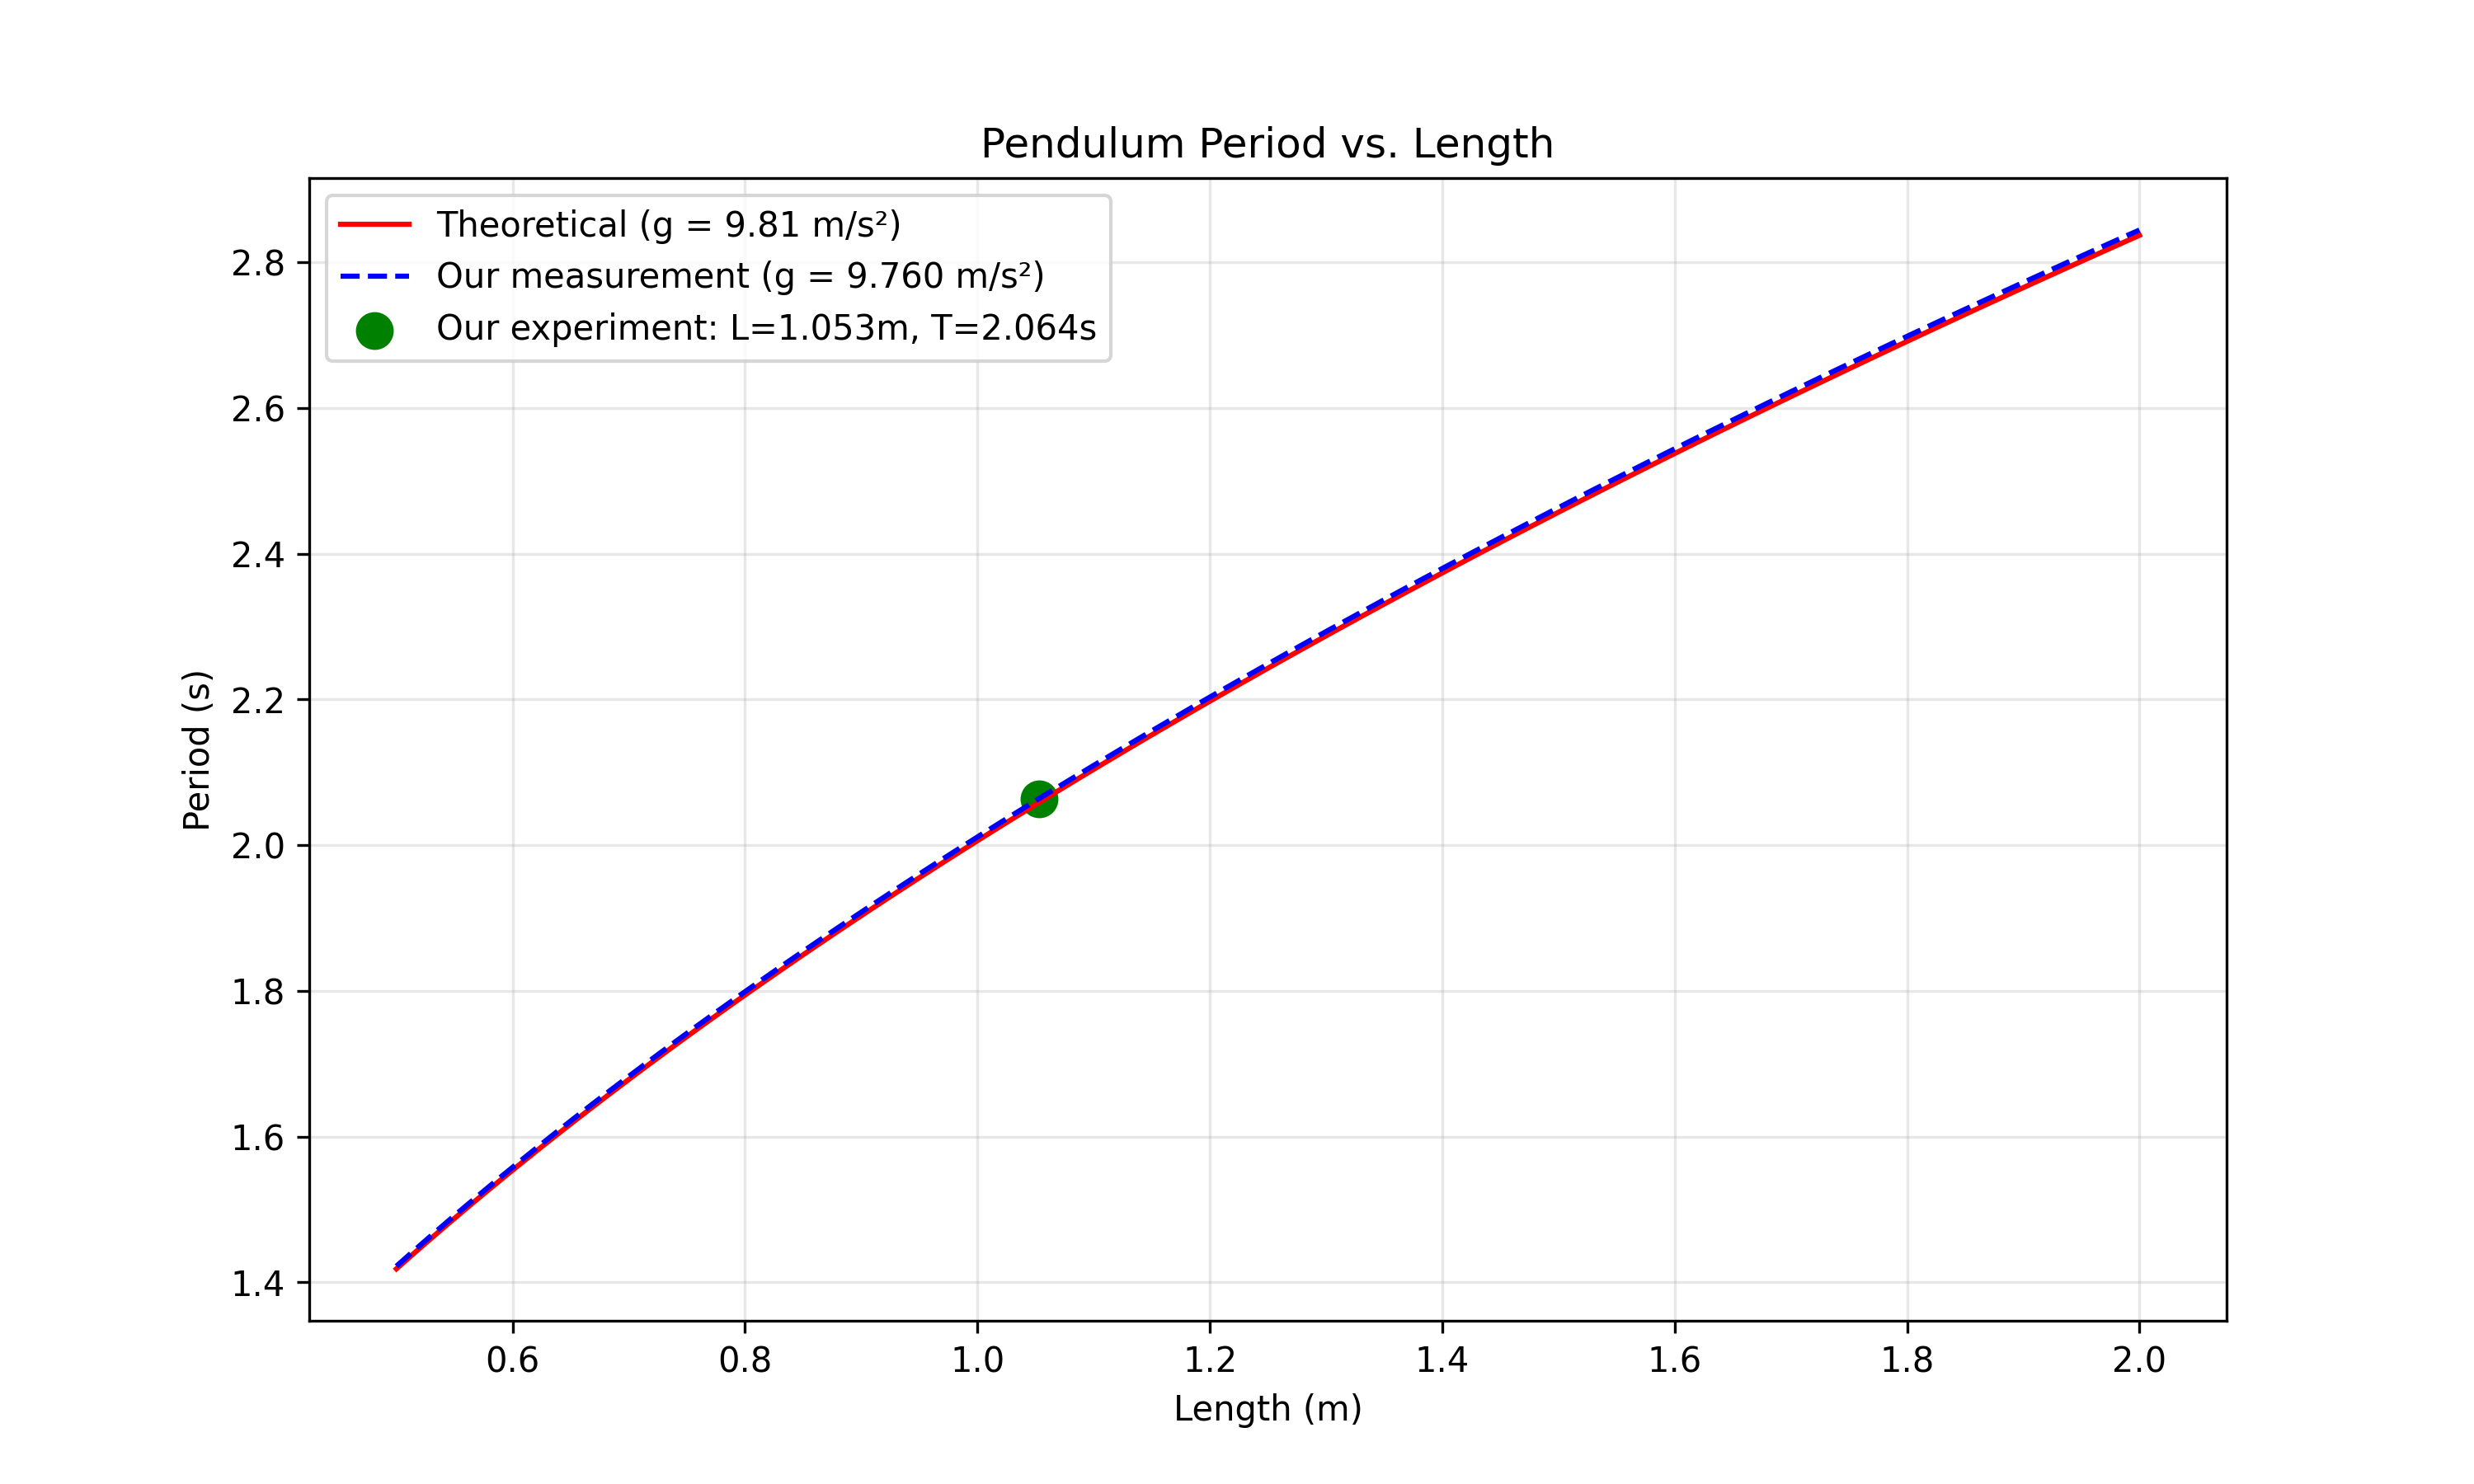 Pendulum Period vs. Length
Theoretical (g = 9.81 m/s²)
Our measurement (g = 9.760 m/s²)
Our experiment: L=1.053m, T=2.064s
Period (s)
2.8
2.6
2.4
2.2
2.0
1.8
1.6
1.4
0.6 0.8 1.0 1.2 1.4 1.6 1.8 2.0
Length (m)